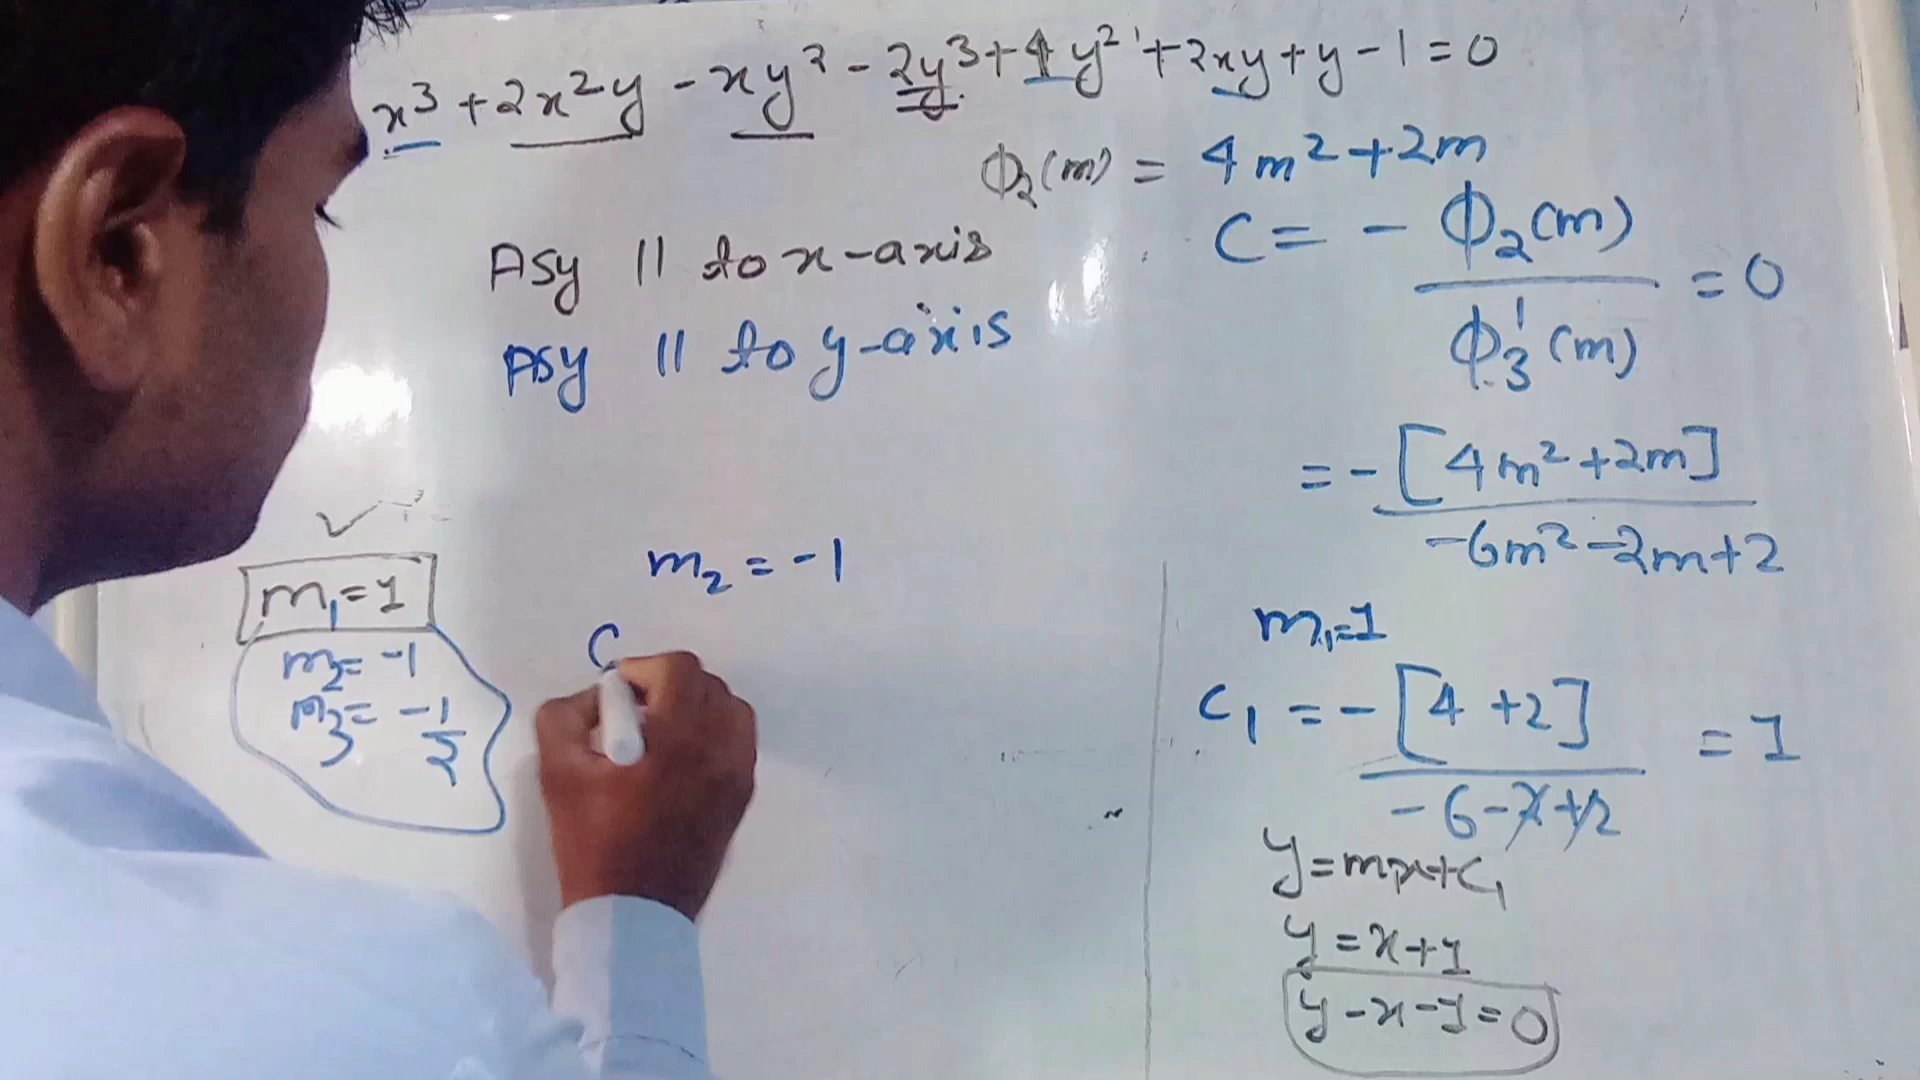 x³ + 2x²y - xy² - 2y³ + 4y² + 2xy + y - 1 = 0
ϕ₂(m) = 4m² + 2m
Asy || to x-axis
Asy || to y-axis
C = - ϕ₂(m) / ϕ₃'(m) = 0
= - [4m² + 2m] / -6m² - 2m + 2
m₁ = 1
m₂ = -1
m₃ = -1/2
m₂ = -1
C
m₁ = 1
C₁ = - [4 + 2] / -6 - 2 + 2 = 1
y = mx + C₁
y = x + 1
y - x - 1 = 0